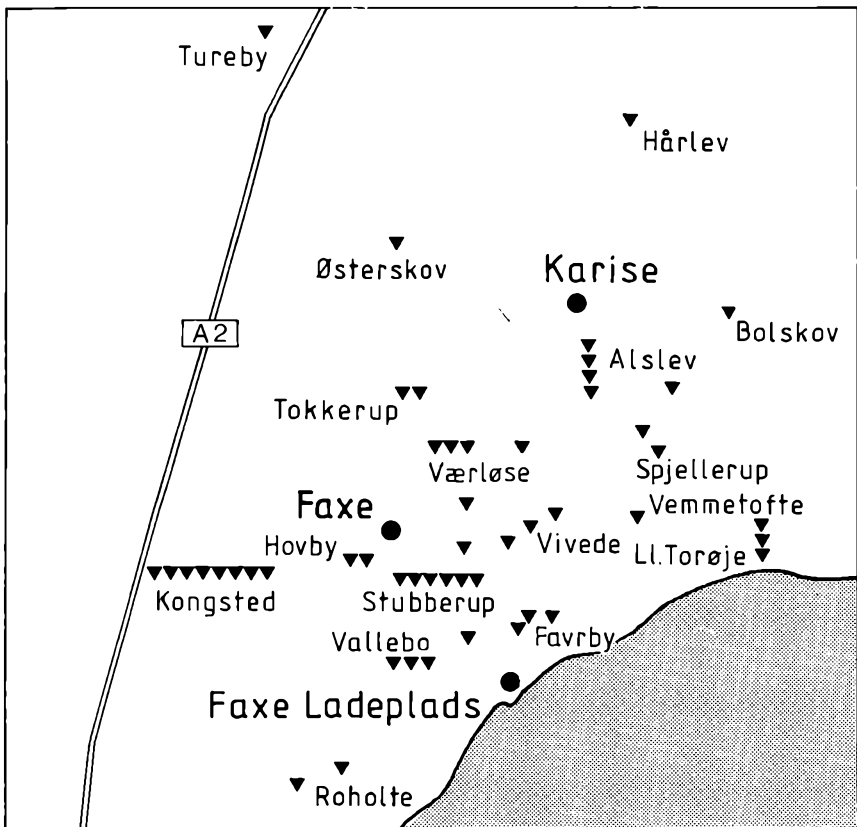 Tureby
Hårlev
Østerskov
Karise
A2
Bolskov
Alslev
Tokkerup
Værløse
Spjellerup
Faxe
Vemmetofte
Hovby
Vivede
Ll. Torøje
Kongsted
Stubberup
Vallebo
Favrby
Faxe Ladeplads
Roholte